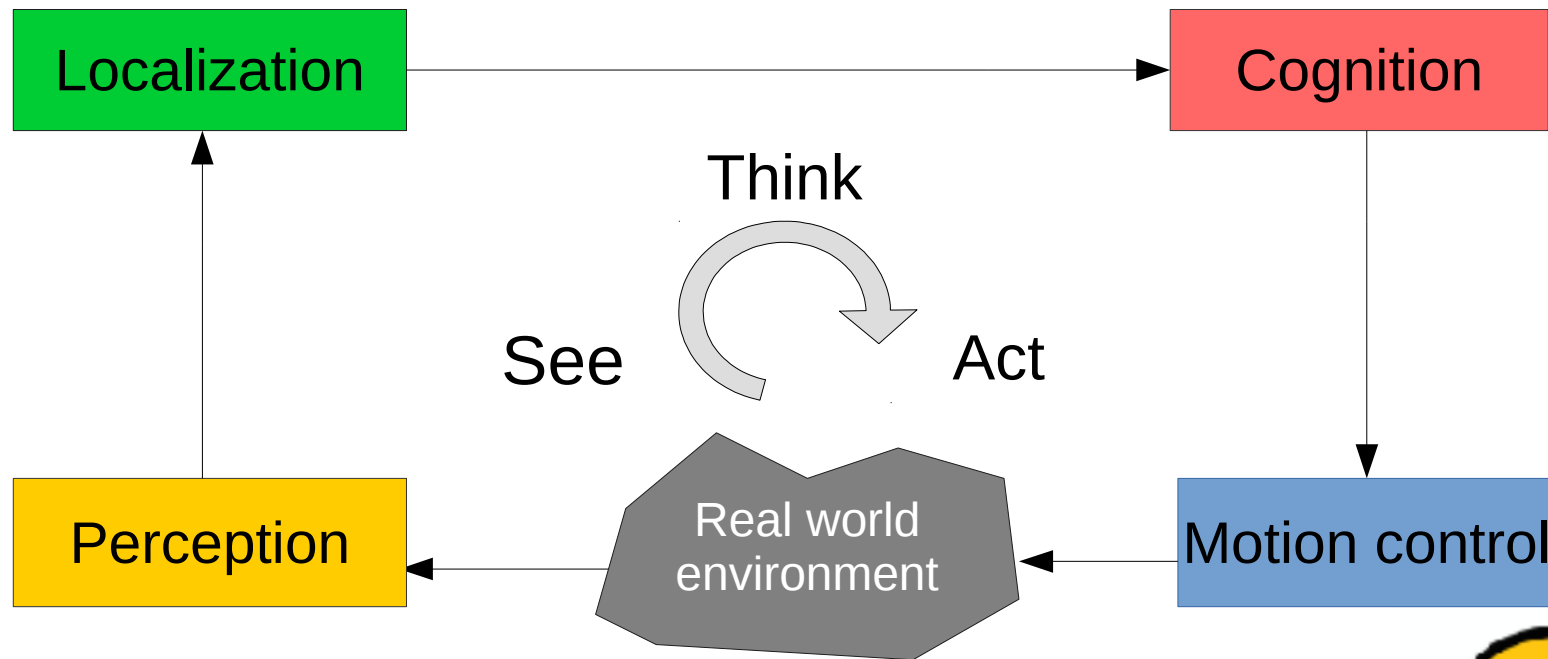 Localization
Cognition
Think
See
Act
Perception
Real world
environment
Motion control